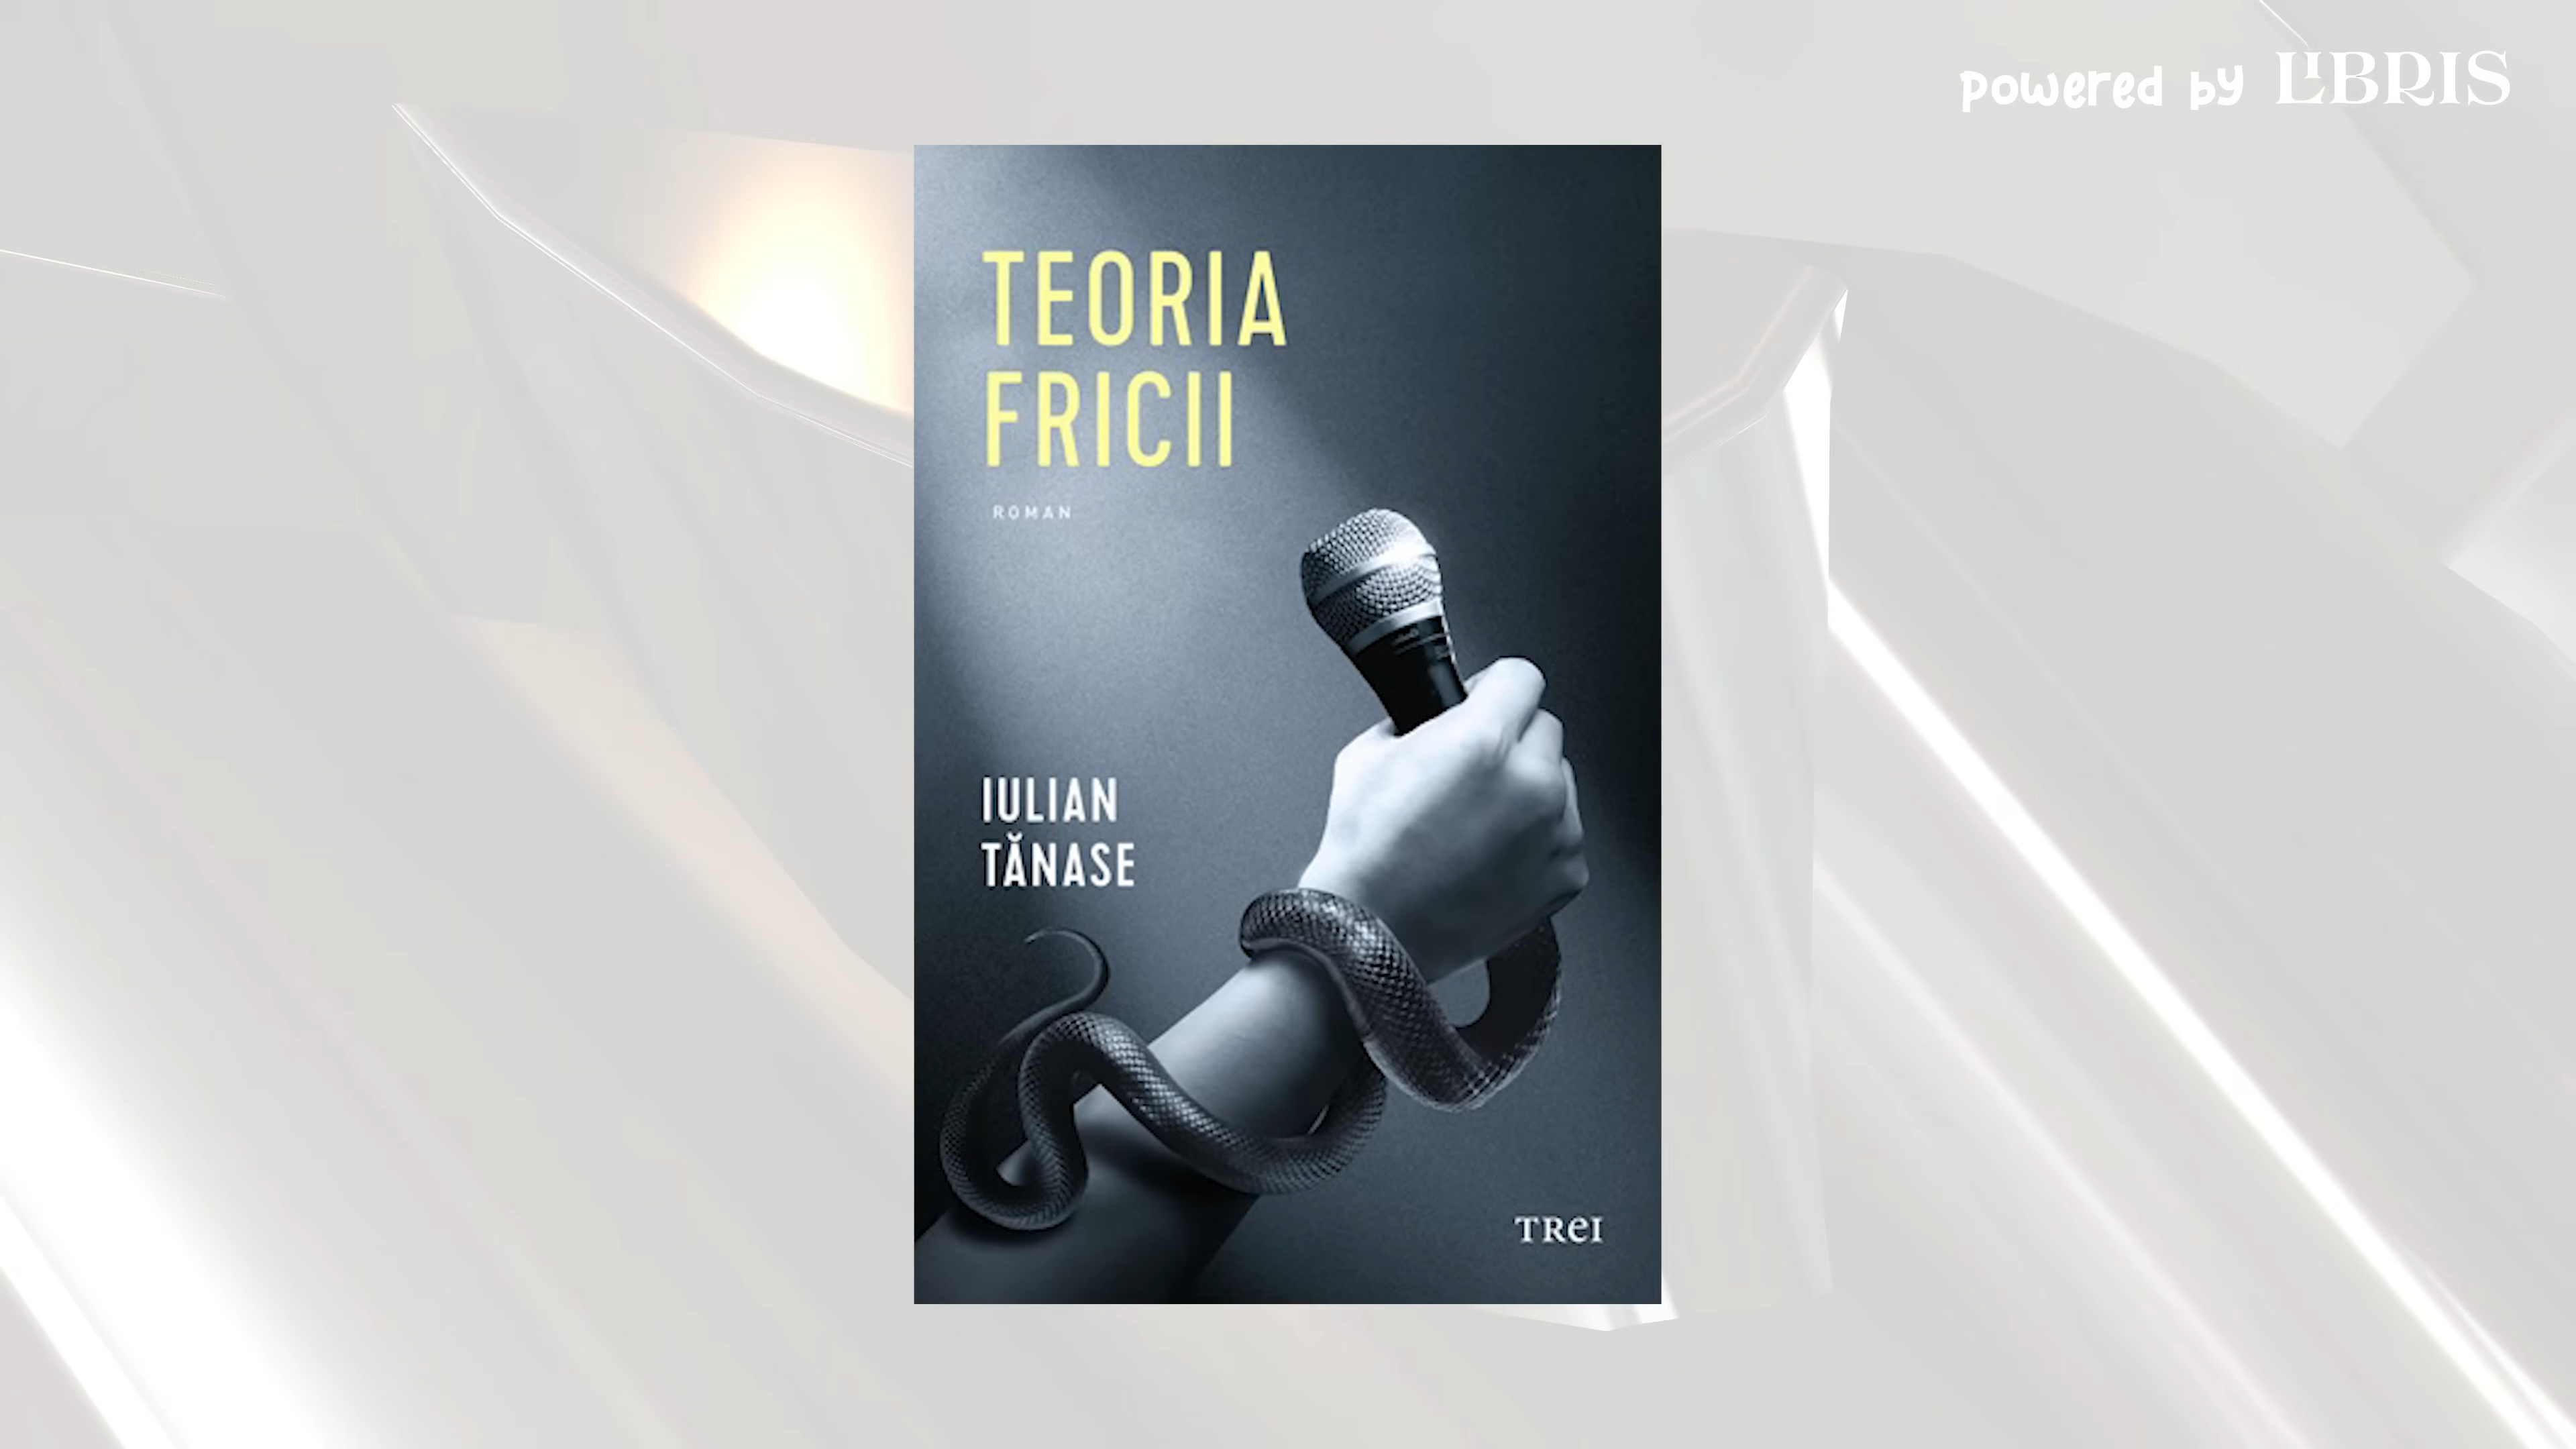 powered by LIBRIS
TEORIA
FRICII
ROMAN
IULIAN
TĂNASE
TREI